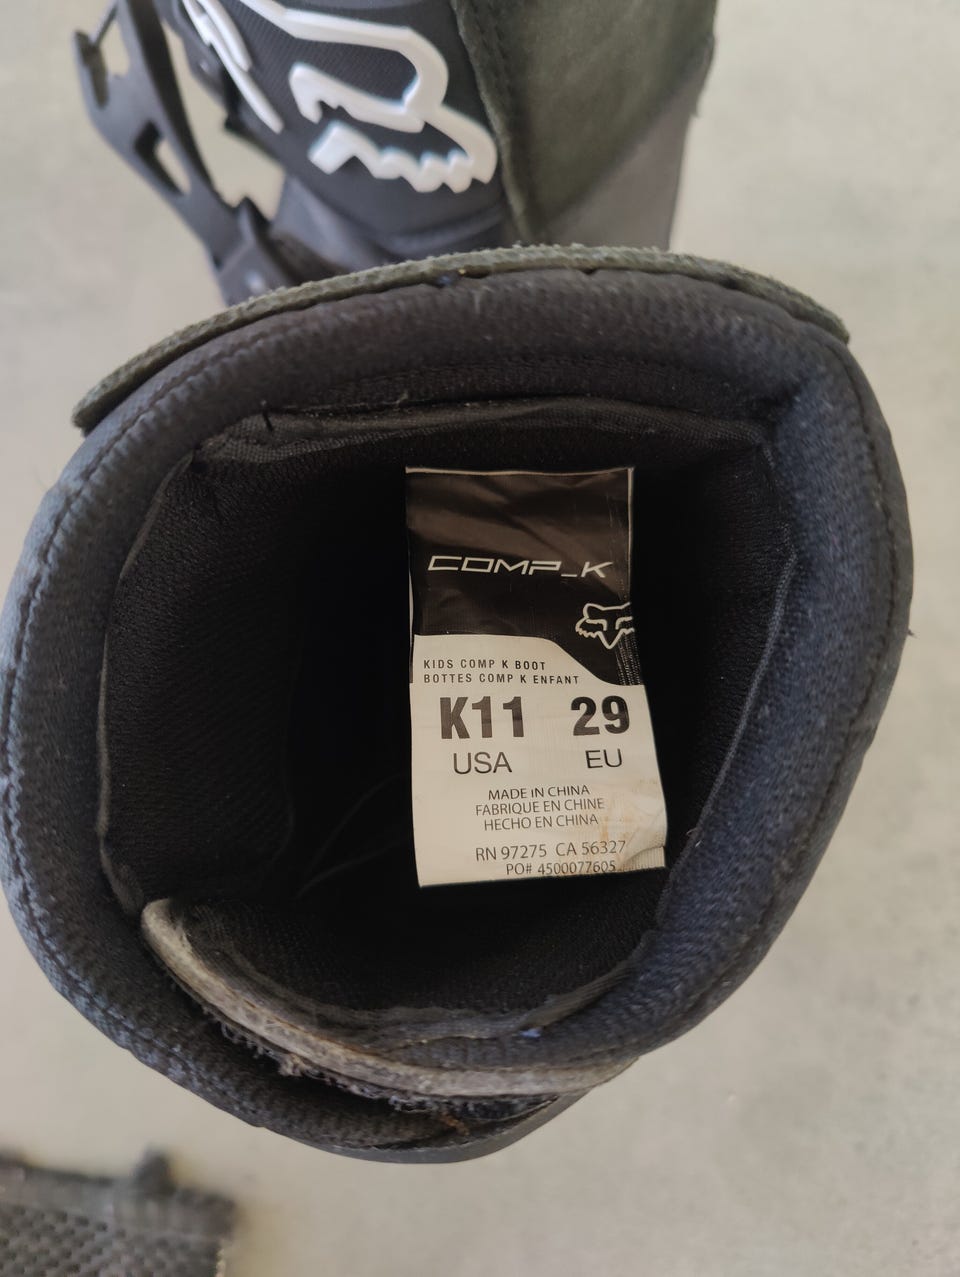 COMP_K
KIDS COMP K BOOT
BOTTES COMP K ENFANT
K11 29
USA EU
MADE IN CHINA
FABRIQUE EN CHINE
HECHO EN CHINA
RN 97275 CA 56327
PO# 4500077605